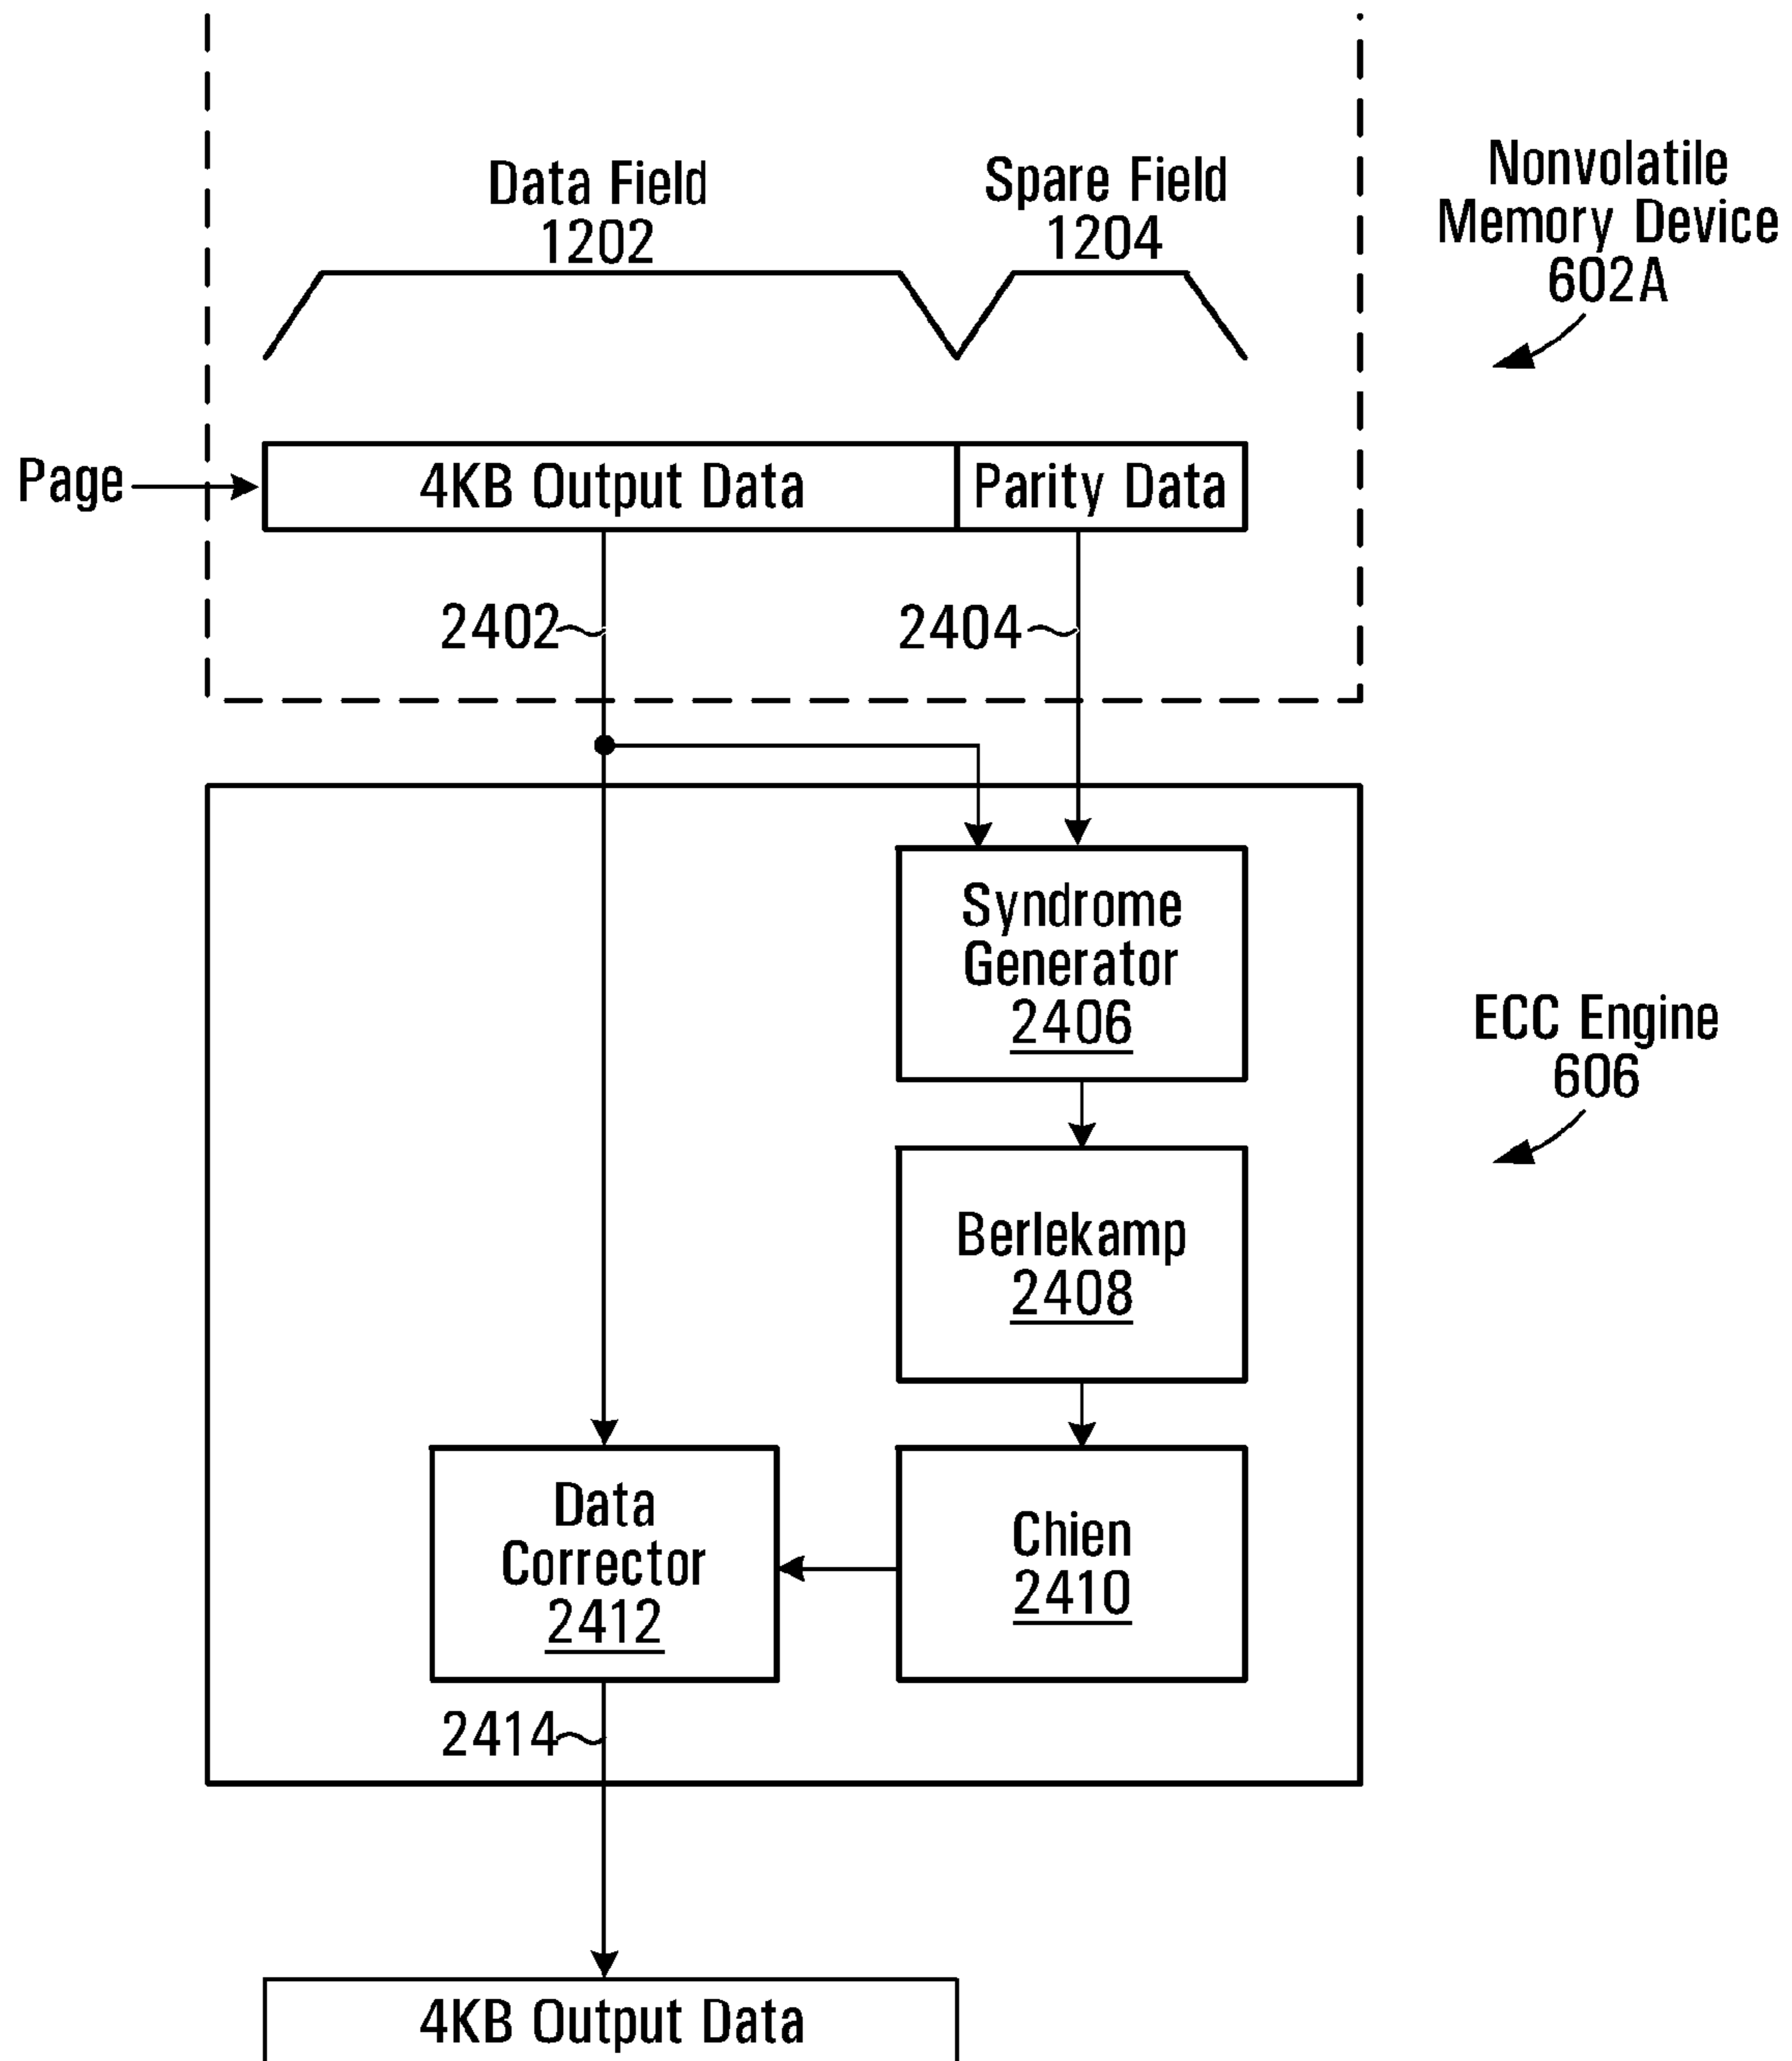 Data Field
1202
Spare Field
1204
Nonvolatile
Memory Device
602A
Page
4KB Output Data
Parity Data
2402
2404
Syndrome
Generator
2406
ECC Engine
606
Berlekamp
2408
Data
Corrector
2412
Chien
2410
2414
4KB Output Data